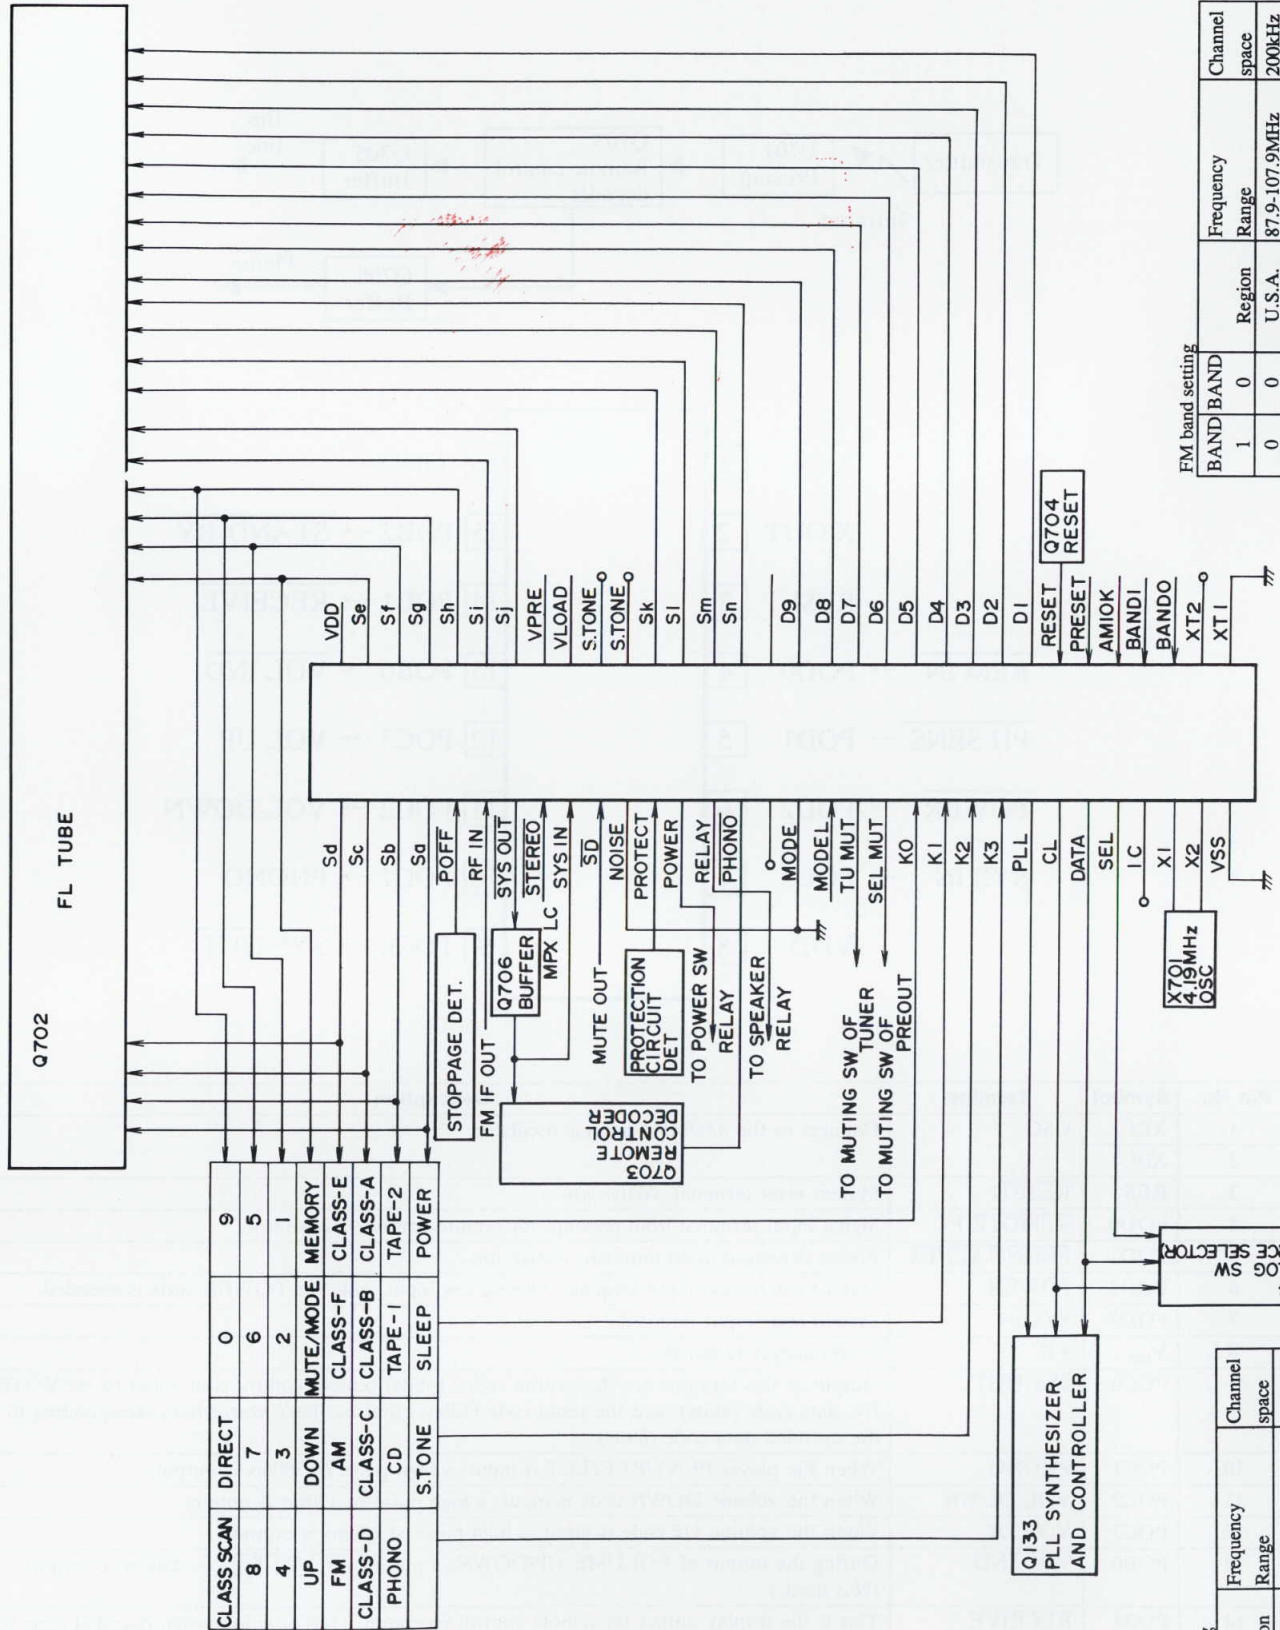 Q702
FL TUBE
CLASS SCAN DIRECT 0 9
8 7 6 5
4 3 2 1
UP DOWN MUTE/MODE MEMORY
FM AM CLASS-F CLASS-E
CLASS-D CLASS-C CLASS-B CLASS-A
PHONO CD TAPE-1 TAPE-2
S.TONE SLEEP POWER
STOPPAGE DET.
FM IF OUT
Q706
BUFFER
MPX LC
Q703
REMOTE
CONTROL
DECODER
MUTE OUT
PROTECTION
CIRCUIT
DET
TO POWER SW
RELAY
TO SPEAKER
RELAY
TO MUTING SW OF
TUNER
TO MUTING SW OF
PREOUT
Q133
PLL SYNTHESIZER
AND CONTROLLER
X701
4.19MHz
OSC
Sd
Sc
Sb
Sa
POFF
RF IN
SYS OUT
STEREO
SYS IN
SD
NOISE
PROTECT
POWER
RELAY
PHONO
MODE
MODEL
TU MUT
SEL MUT
K0
K1
K2
K3
PLL
CL
DATA
SEL
IC
X1
X2
VSS
VDD
Se
Sf
Sg
Sh
Si
Sj
VPRE
VLOAD
S.TONE
S.TONE
Sk
Sl
Sm
Sn
D9
D8
D7
D6
D5
D4
D3
D2
D1
RESET
PRESET
AMIOK
BAND1
BAND0
XT2
XT1
Q704
RESET
SW
CE SELECTOR)
FM band setting
BAND BAND Region Frequency Channel
1 0 Range space
0 0 U.S.A. 87.9-107.9MHz 200kHz
Frequency Channel
Range space